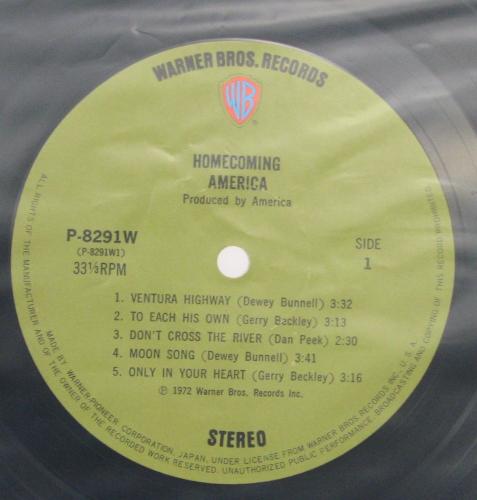 WARNER BROS. RECORDS
WB
®
HOMECOMING
AMERICA
Produced by America
P-8291W
(P-8291W1)
33⅓RPM
SIDE
1
1. VENTURA HIGHWAY (Dewey Bunnell) 3:32
2. TO EACH HIS OWN (Gerry Backley) 3:13
3. DON'T CROSS THE RIVER (Dan Peek) 2:30
4. MOON SONG (Dewey Bunnell) 3:41
5. ONLY IN YOUR HEART (Gerry Beckley) 3:16
Ⓟ 1972 Warner Bros. Records Inc.
STEREO
MADE BY WARNER-PIONEER CORPORATION, JAPAN, UNDER LICENSE FROM WARNER BROS. RECORDS INC., U. S. A.
ALL RIGHTS OF THE MANUFACTURER AND OF THE OWNER OF THE RECORDED WORK RESERVED. UNAUTHORIZED PUBLIC PERFORMANCE, BROADCASTING AND COPYING OF THIS RECORD PROHIBITED.